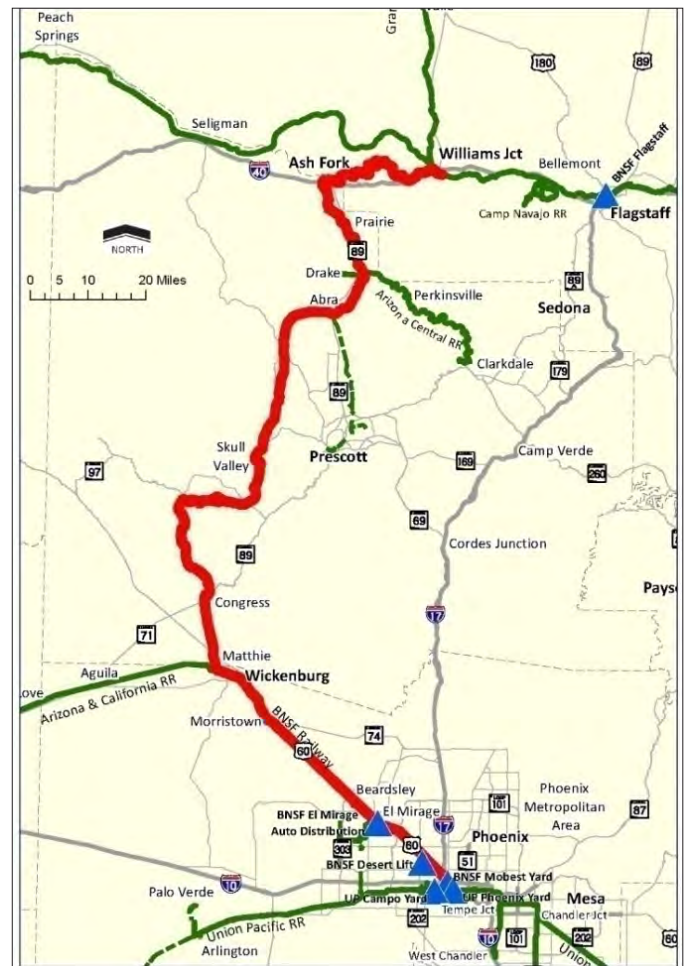 Peach
Springs
180
89
Seligman
Ash Fork
Williams Jct
Bellemont
BNSF Flagstaff
40
Camp Navajo RR
Flagstaff
NORTH
Prairie
89
0 5 10 20 Miles
Drake
Perkinsville
89
Abra
Arizona Central RR
Sedona
Clarkdale
179
89
Skull
Valley
Prescott
169
Camp Verde
260
97
69
89
Cordes Junction
Congress
17
71
Matthie
Wickenburg
Aguila
Arizona & California RR
Morristown
BNSF Railway
60
74
Beardsley
Phoenix
Metropolitan
Area
BNSF El Mirage
Auto Distribution
El Mirage
101
87
17
303
60
Phoenix
BNSF Desert Lift
51
10
BNSF Mobest Yard
Palo Verde
UP Campo Yard
UP Phoenix Yard
Mesa
202
Tempe Jct
Chandler Jct
Union Pacific RR
10
101
202
60
Arlington
West Chandler
Union